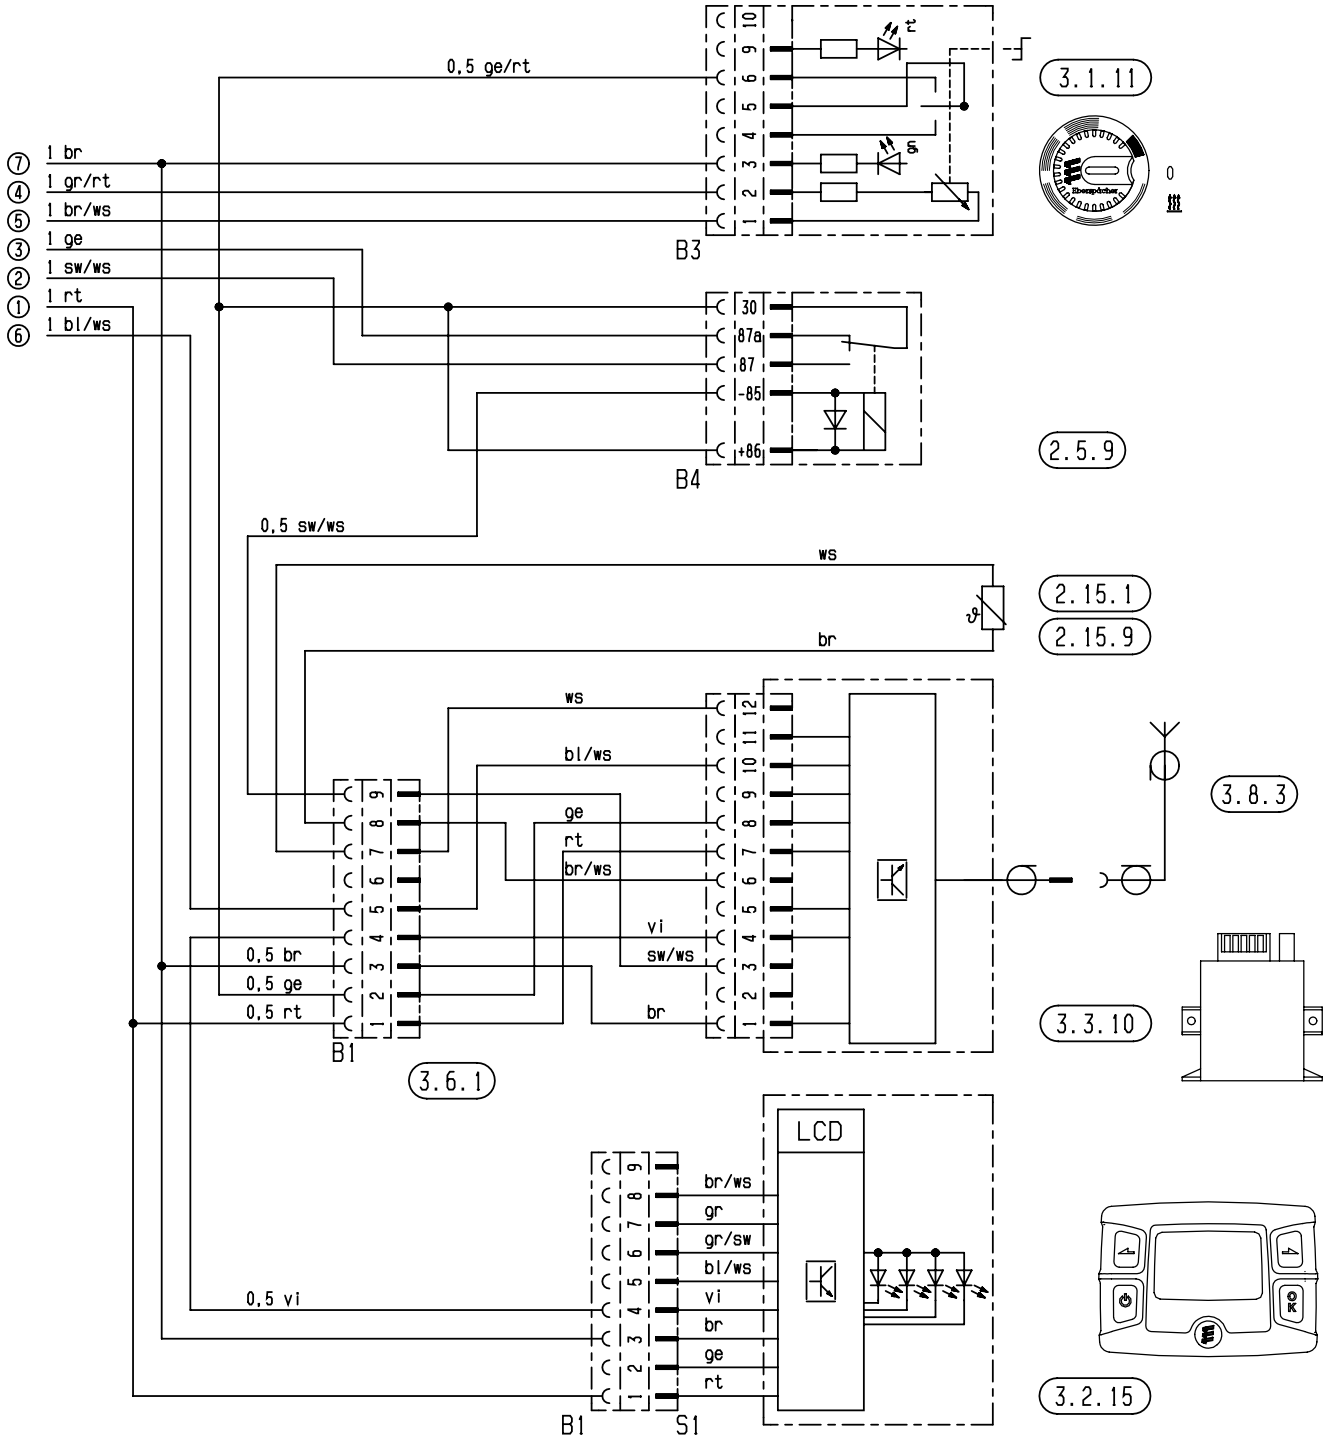 10
9
6
5
4
3
2
1
rt
gn
0,5 ge/rt
3.1.11
Eberspächer
0
7 1 br
4 1 gr/rt
5 1 br/ws
3 1 ge
2 1 sw/ws
1 1 rt
6 1 bl/ws
B3
30
87a
87
-85
+86
B4
2.5.9
0,5 sw/ws
ws
ϑ
2.15.1
2.15.9
br
ws
bl/ws
ge
rt
br/ws
vi
sw/ws
br
12
11
10
9
8
7
6
5
4
3
2
1
3.8.3
9
8
7
6
5
4
3
2
1
0,5 br
0,5 ge
0,5 rt
B1
3.6.1
3.3.10
LCD
9
8
7
6
5
4
3
2
1
br/ws
gr
gr/sw
bl/ws
vi
br
ge
rt
0,5 vi
B1
S1
OK
3.2.15